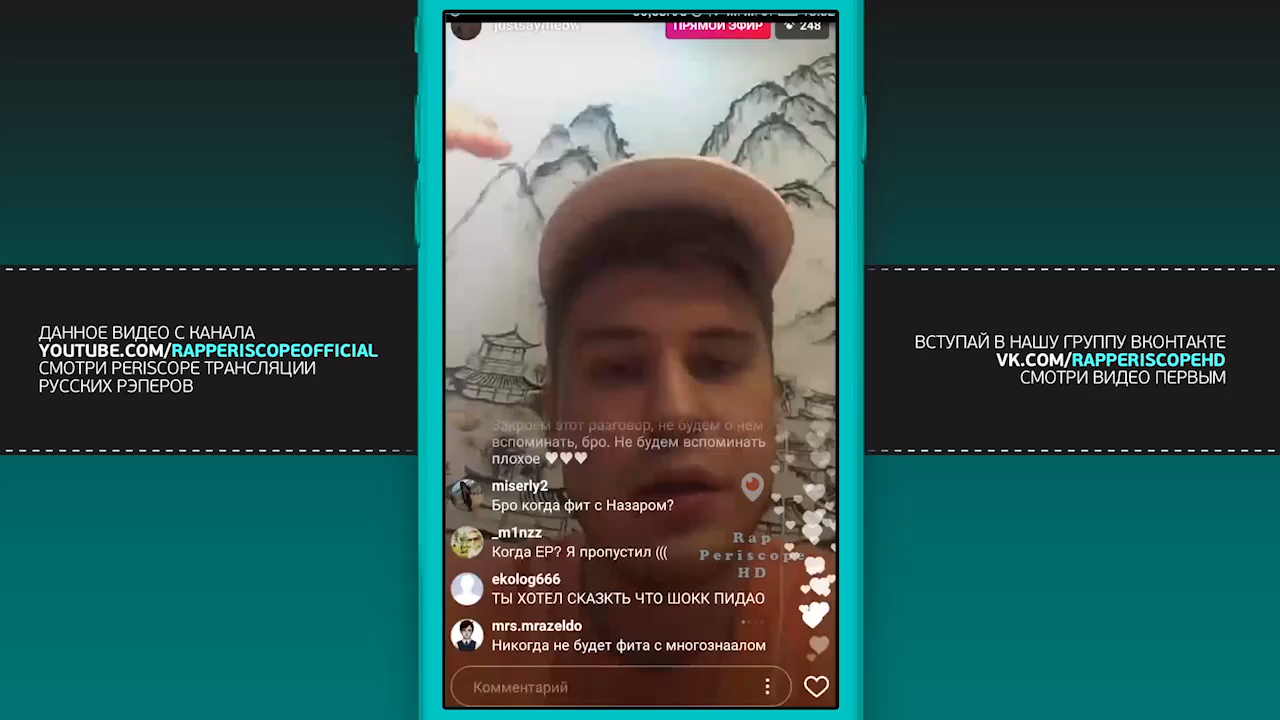 justsaymeow
ПРЯМОЙ ЭФИР
248
ДАННОЕ ВИДЕО С КАНАЛА
YOUTUBE.COM/RAPPERISCOPEOFFICIAL
СМОТРИ PERISCOPE ТРАНСЛЯЦИИ
РУССКИХ РЭПЕРОВ
ВСТУПАЙ В НАШУ ГРУППУ ВКОНТАКТЕ
VK.COM/RAPPERISCOPEHD
СМОТРИ ВИДЕО ПЕРВЫМ
Закроем этот разговор, не будем о нем
вспоминать, бро. Не будем вспоминать
плохое ♥♥♥
miserly2
Бро когда фит с Назаром?
_m1nzz
Когда EP? Я пропустил (((
ekolog666
ТЫ ХОТЕЛ СКАЗКТЬ ЧТО ШОКК ПИДАО
mrs.mrazeldo
Никогда не будет фита с многознаалом
Rap
Periscope
HD
Комментарий